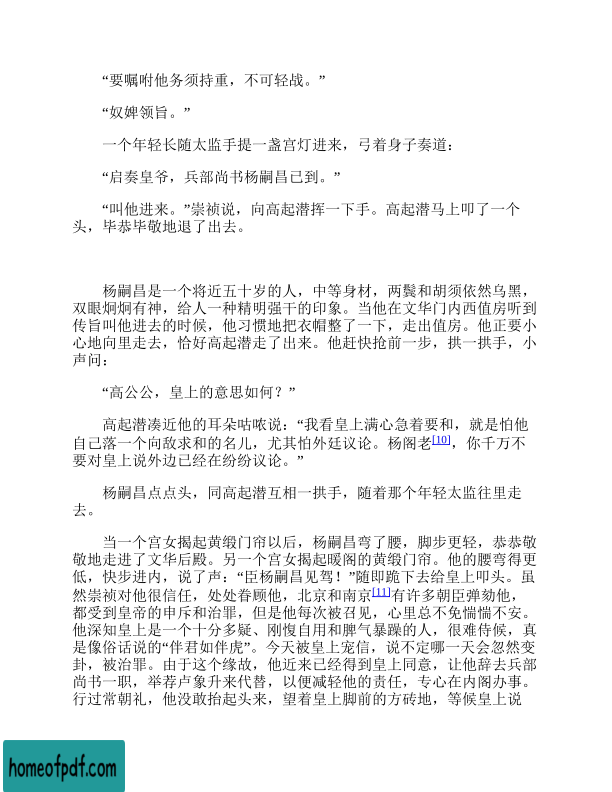 “要嘱咐他务须持重，不可轻战。”
“奴婢领旨。”
一个年轻长随太监手提一盏宫灯进来，弓着身子奏道：
“启奏皇爷，兵部尚书杨嗣昌已到。”
“叫他进来。”崇祯说，向高起潜挥一下手。高起潜马上叩了一个
头，毕恭毕敬地退了出去。
杨嗣昌是一个将近五十岁的人，中等身材，两鬓和胡须依然乌黑，
双眼炯炯有神，给人一种精明强干的印象。当他在文华门内西值房听到
传旨叫他进去的时候，他习惯地把衣帽整了一下，走出值房。他正要小
心地向里走去，恰好高起潜走了出来。他赶快抢前一步，拱一拱手，小
声问：
“高公公，皇上的意思如何？”
高起潜凑近他的耳朵咕哝说：“我看皇上满心急着要和，就是怕他
自己落一个向敌求和的名儿，尤其怕外廷议论。杨阁老[10]，你千万不
要对皇上说外边已经在纷纷议论。”
杨嗣昌点点头，同高起潜互相一拱手，随着那个年轻太监往里走
去。
当一个宫女揭起黄缎门帘以后，杨嗣昌弯了腰，脚步更轻，恭恭敬
敬地走进了文华后殿。另一个宫女揭起暖阁的黄缎门帘。他的腰弯得更
低，快步进内，说了声：“臣杨嗣昌见驾！”随即跪下去给皇上叩头。虽
然崇祯对他很信任，处处眷顾他，北京和南京[11]有许多朝臣弹劾他，
都受到皇帝的申斥和治罪，但是他每次被召见，心里总不免惴惴不安。
他深知皇上是一个十分多疑、刚愎自用和脾气暴躁的人，很难侍候，真
是像俗话说的“伴君如伴虎”。今天被皇上宠信，说不定哪一天会忽然变
卦，被治罪。由于这个缘故，他近来已经得到皇上同意，让他辞去兵部
尚书一职，举荐卢象升来代替，以便减轻他的责任，专心在内阁办事。
行过常朝礼，他没敢抬起头来，望着皇上脚前的方砖地，等候皇上说
homeofpdf.com